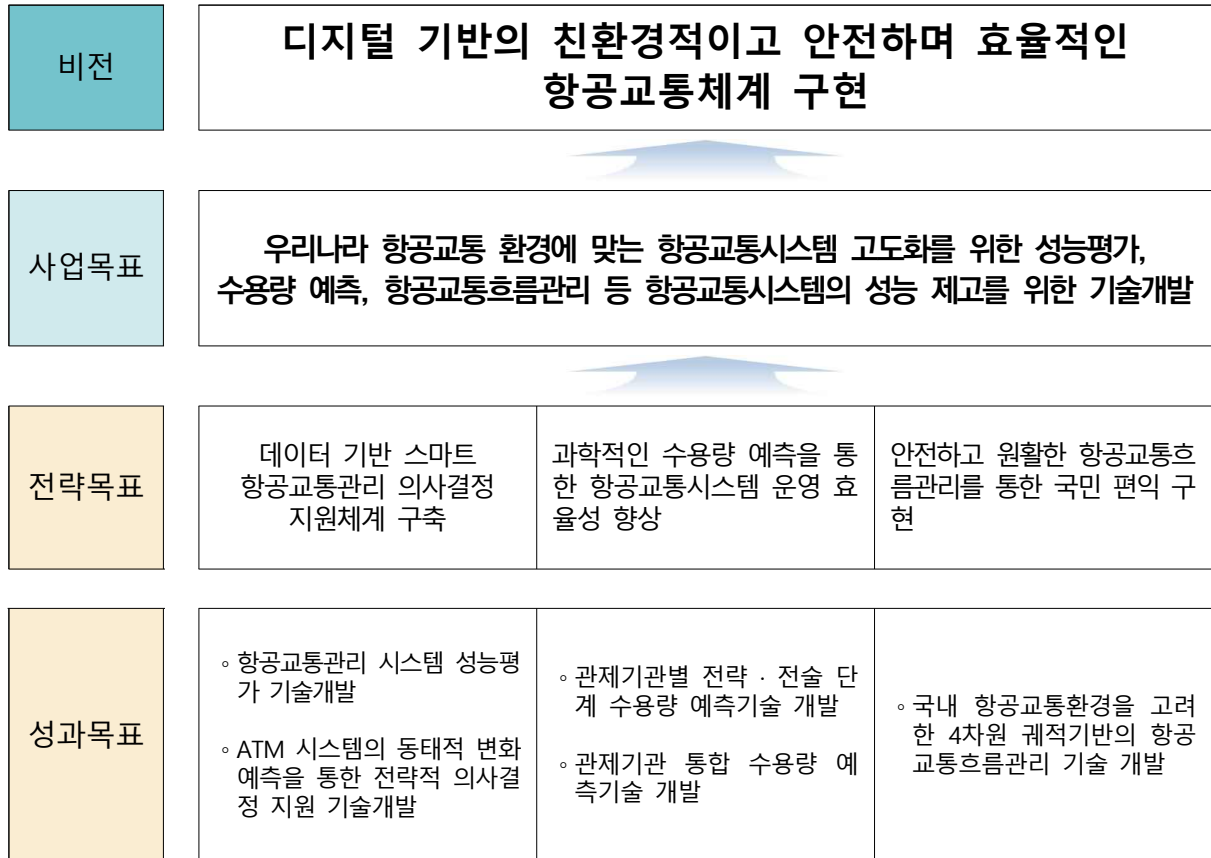 비전
디지털 기반의 친환경적이고 안전하며 효율적인
항공교통체계 구현
사업목표
우리나라 항공교통 환경에 맞는 항공교통시스템 고도화를 위한 성능평가,
수용량 예측, 항공교통흐름관리 등 항공교통시스템의 성능 제고를 위한 기술개발
전략목표
데이터 기반 스마트
항공교통관리 의사결정
지원체계 구축
과학적인 수용량 예측을 통
한 항공교통시스템 운영 효
율성 향상
안전하고 원활한 항공교통흐
름관리를 통한 국민 편익 구
현
성과목표
◦ 항공교통관리 시스템 성능평
가 기술개발
◦ ATM 시스템의 동태적 변화
예측을 통한 전략적 의사결
정 지원 기술개발
◦ 관제기관별 전략 · 전술 단
계 수용량 예측기술 개발
◦ 관제기관 통합 수용량 예
측기술 개발
◦ 국내 항공교통환경을 고려
한 4차원 궤적기반의 항공
교통흐름관리 기술 개발